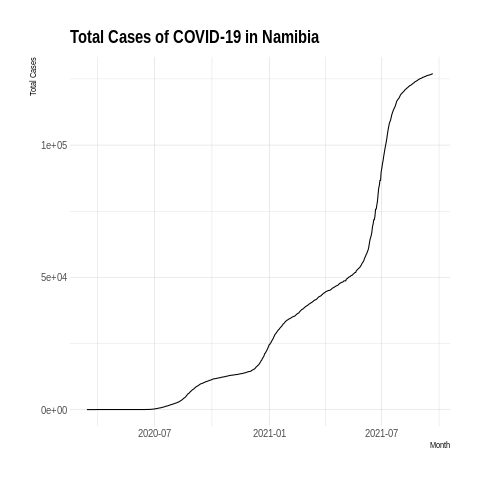 Total Cases of COVID-19 in Namibia
Total Cases
1e+05
5e+04
0e+00
2020-07
2021-01
2021-07
Month